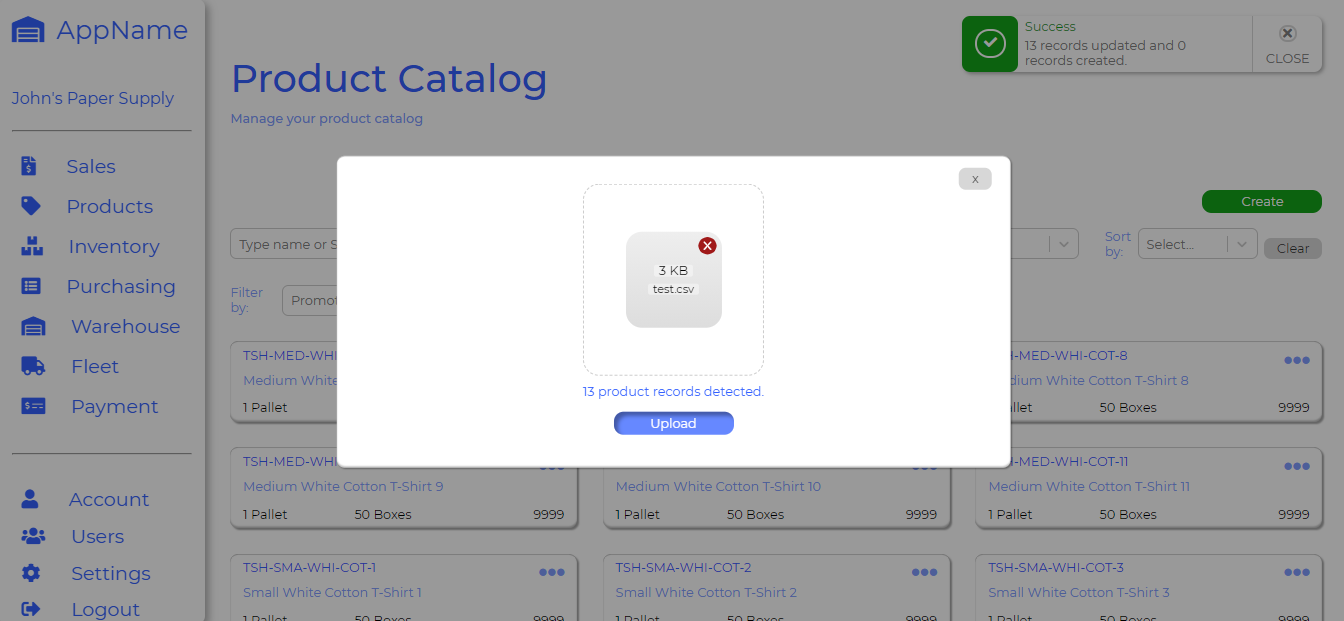 AppName
John's Paper Supply
Sales
Products
Inventory
Purchasing
Warehouse
Fleet
Payment
Account
Users
Settings
Logout
Product Catalog
Manage your product catalog
Success
13 records updated and 0
records created.
CLOSE
Create
Type name or S
Sort
by:
Select...
Clear
Filter
by:
x
X
3 KB
test.csv
13 product records detected.
Upload
TSH-MED-WHI
Medium White
1 Pallet
-MED-WHI-COT-8
dium White Cotton T-Shirt 8
50 Boxes
9999
TSH-MED-WHI
Medium White Cotton T-Shirt 9
1 Pallet 50 Boxes 9999
Medium White Cotton T-Shirt 10
1 Pallet 50 Boxes 9999
-MED-WHI-COT-11
Medium White Cotton T-Shirt 11
1 Pallet 50 Boxes 9999
TSH-SMA-WHI-COT-1
Small White Cotton T-Shirt 1
1 Pallet 50 Boxes 9999
TSH-SMA-WHI-COT-2
Small White Cotton T-Shirt 2
1 Pallet 50 Boxes 9999
TSH-SMA-WHI-COT-3
Small White Cotton T-Shirt 3
1 Pallet 50 Boxes 9999